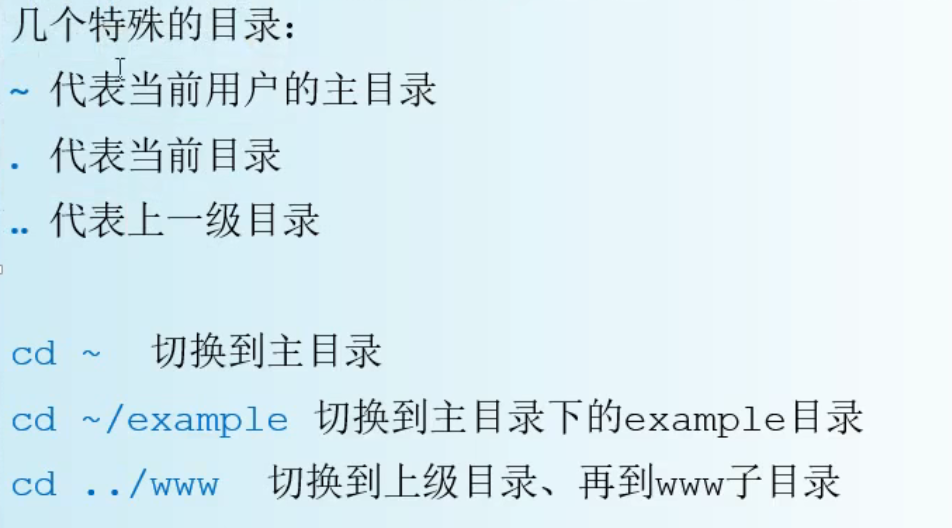 几个特殊的目录:
~ 代表当前用户的主目录
. 代表当前目录
.. 代表上一级目录
cd ~ 切换到主目录
cd ~/example 切换到主目录下的example目录
cd ../www 切换到上级目录、再到www子目录